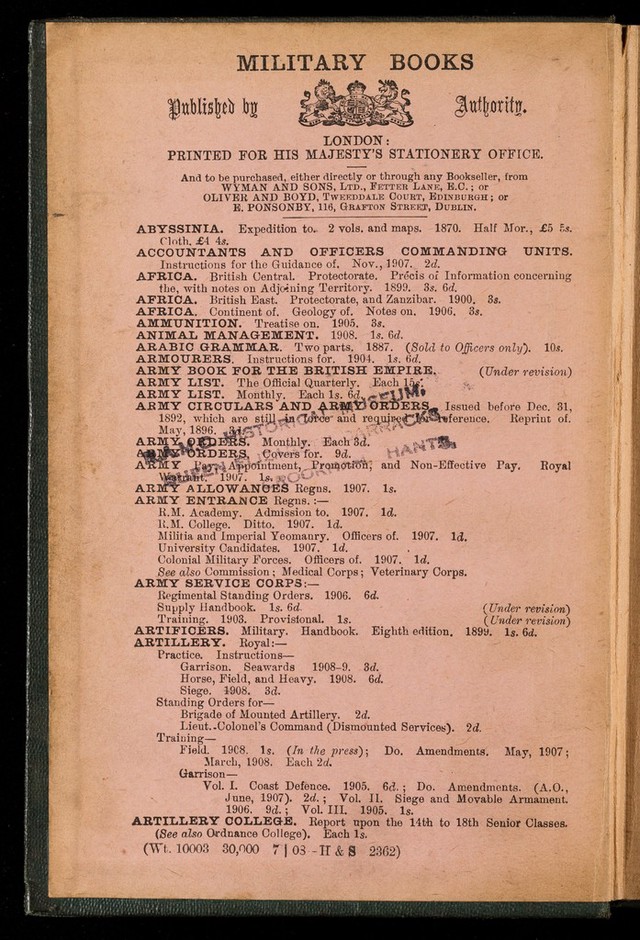 MILITARY BOOKS
Published by Authority.
LONDON:
PRINTED FOR HIS MAJESTY'S STATIONERY OFFICE.
And to be purchased, either directly or through any Bookseller, from
WYMAN AND SONS, LTD., FETTER LANE, E.C.; or
OLIVER AND BOYD, TWEEDDALE COURT, EDINBURGH; or
E. PONSONBY, 116, GRAFTON STREET, DUBLIN.
ABYSSINIA. Expedition to. 2 vols. and maps. 1870. Half Mor., £5 5s.
Cloth. £4 4s.
ACCOUNTANTS AND OFFICERS COMMANDING UNITS.
Instructions for the Guidance of. Nov., 1907. 2d.
AFRICA. British Central. Protectorate. Précis of Information concerning
the, with notes on Adjoining Territory. 1899. 3s. 6d.
AFRICA. British East. Protectorate, and Zanzibar. 1900. 3s.
AFRICA. Continent of. Geology of. Notes on. 1906. 3s.
AMMUNITION. Treatise on. 1905. 3s.
ANIMAL MANAGEMENT. 1908. 1s. 6d.
ARABIC GRAMMAR. Two parts. 1887. (Sold to Officers only). 10s.
ARMOURERS. Instructions for. 1904. 1s. 6d.
ARMY BOOK FOR THE BRITISH EMPIRE. (Under revision)
ARMY LIST. The Official Quarterly. Each 15s.
ARMY LIST. Monthly. Each 1s. 6d.
ARMY CIRCULARS AND ARMY ORDERS. Issued before Dec. 31,
1892, which are still in force and required for reference. Reprint of.
May, 1896.
ARMY ORDERS. Monthly. Each 3d.
ARMY ORDERS, Covers for. 9d.
ARMY Pay, Appointment, Promotion, and Non-Effective Pay. Royal
Warrant. 1907. 1s.
HISTORICAL MUSEUM.
BARRACKS,
HANTS.
ARMY ALLOWANCES Regns. 1907. 1s.
ARMY ENTRANCE Regns.:—
R.M. Academy. Admission to. 1907. 1d.
R.M. College. Ditto. 1907. 1d.
Militia and Imperial Yeomanry. Officers of. 1907. 1d.
University Candidates. 1907. 1d.
Colonial Military Forces. Officers of. 1907. 1d.
See also Commission; Medical Corps; Veterinary Corps.
ARMY SERVICE CORPS:—
Regimental Standing Orders. 1906. 6d.
Supply Handbook. 1s. 6d. (Under revision)
Training. 1903. Provisional. 1s. (Under revision)
ARTIFICERS. Military. Handbook. Eighth edition. 1899. 1s. 6d.
ARTILLERY. Royal:—
Practice. Instructions—
Garrison. Seawards 1908-9. 3d.
Horse, Field, and Heavy. 1908. 6d.
Siege. 1908. 3d.
Standing Orders for—
Brigade of Mounted Artillery. 2d.
Lieut.-Colonel's Command (Dismounted Services). 2d.
Training—
Field. 1908. 1s. (In the press); Do. Amendments. May, 1907;
March, 1908. Each 2d.
Garrison—
Vol. I. Coast Defence. 1905. 6d.; Do. Amendments. (A.O.,
June, 1907). 2d.; Vol. II. Siege and Movable Armament.
1906. 9d.; Vol. III. 1905. 1s.
ARTILLERY COLLEGE. Report upon the 14th to 18th Senior Classes.
(See also Ordnance College). Each 1s.
(Wt. 10003 30,000 7 | 08 - H & S 2362)